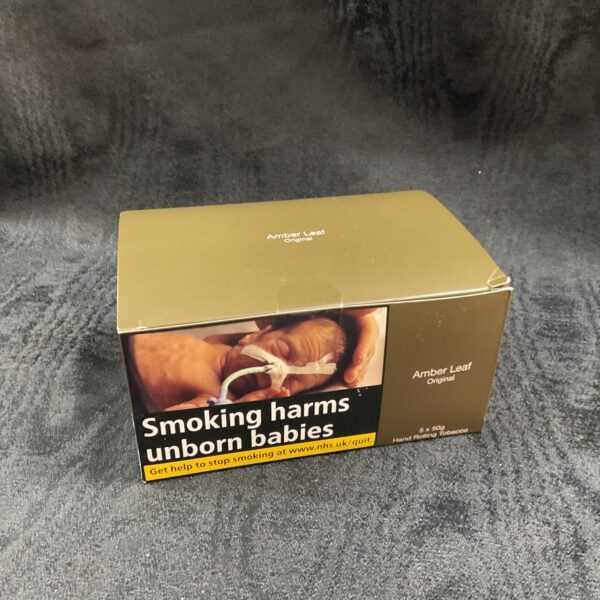 Amber Leaf
Original
Smoking harms
unborn babies
Get help to stop smoking at www.nhs.uk/quit
Amber Leaf
Original
5 x 50g
Hand Rolling Tobacco